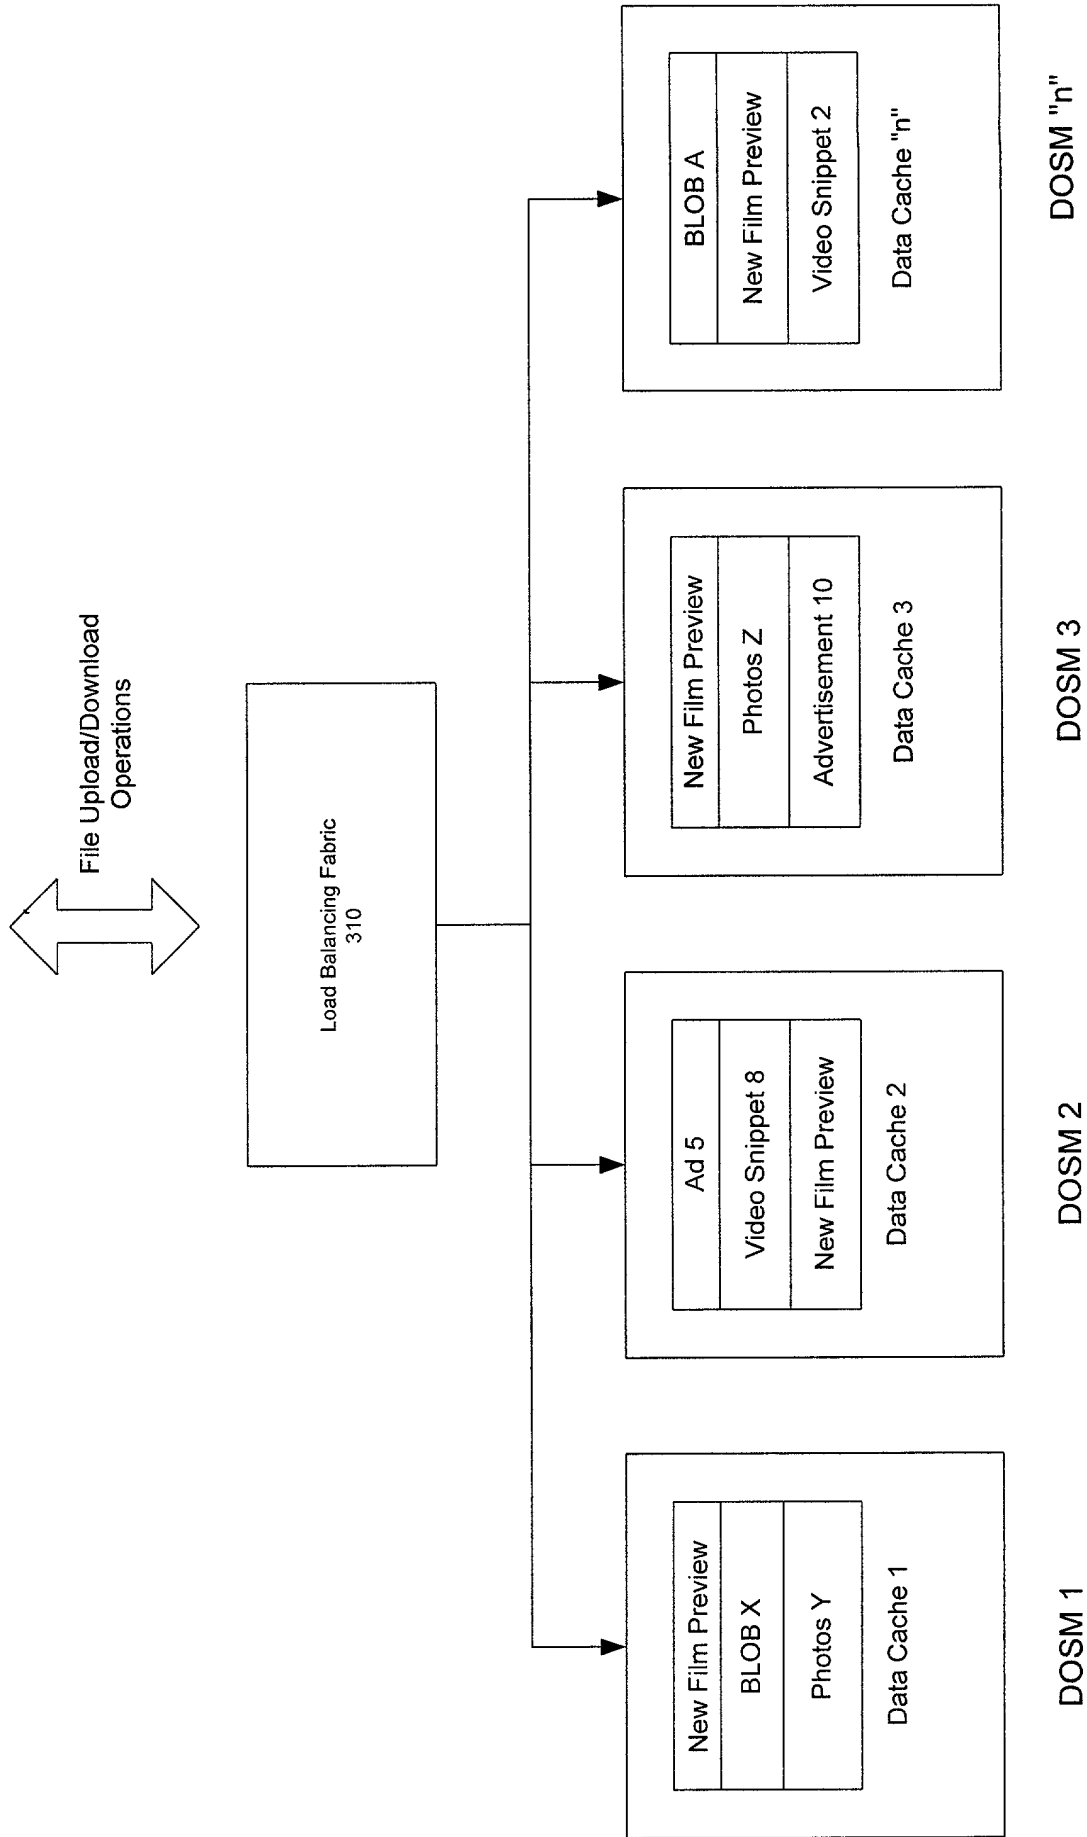 File Upload/Download
Operations
Load Balancing Fabric
310
New Film Preview
BLOB X
Photos Y
Data Cache 1
DOSM 1
Ad 5
Video Snippet 8
New Film Preview
Data Cache 2
DOSM 2
New Film Preview
Photos Z
Advertisement 10
Data Cache 3
DOSM 3
BLOB A
New Film Preview
Video Snippet 2
Data Cache "n"
DOSM "n"